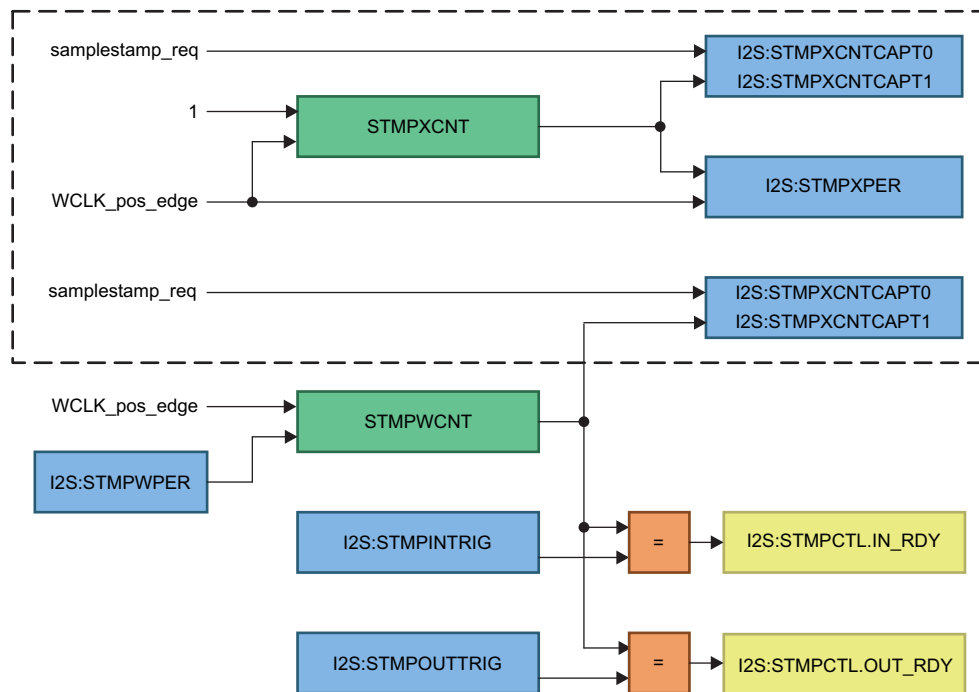 samplestamp_req
I2S:STMPXCNTCAPT0
I2S:STMPXCNTCAPT1
1
STMPXCNT
I2S:STMPXPER
WCLK_pos_edge
samplestamp_req
I2S:STMPXCNTCAPT0
I2S:STMPXCNTCAPT1
WCLK_pos_edge
STMPWCNT
I2S:STMPWPER
I2S:STMPINTRIG
=
I2S:STMPCTL.IN_RDY
I2S:STMPOUTTRIG
=
I2S:STMPCTL.OUT_RDY